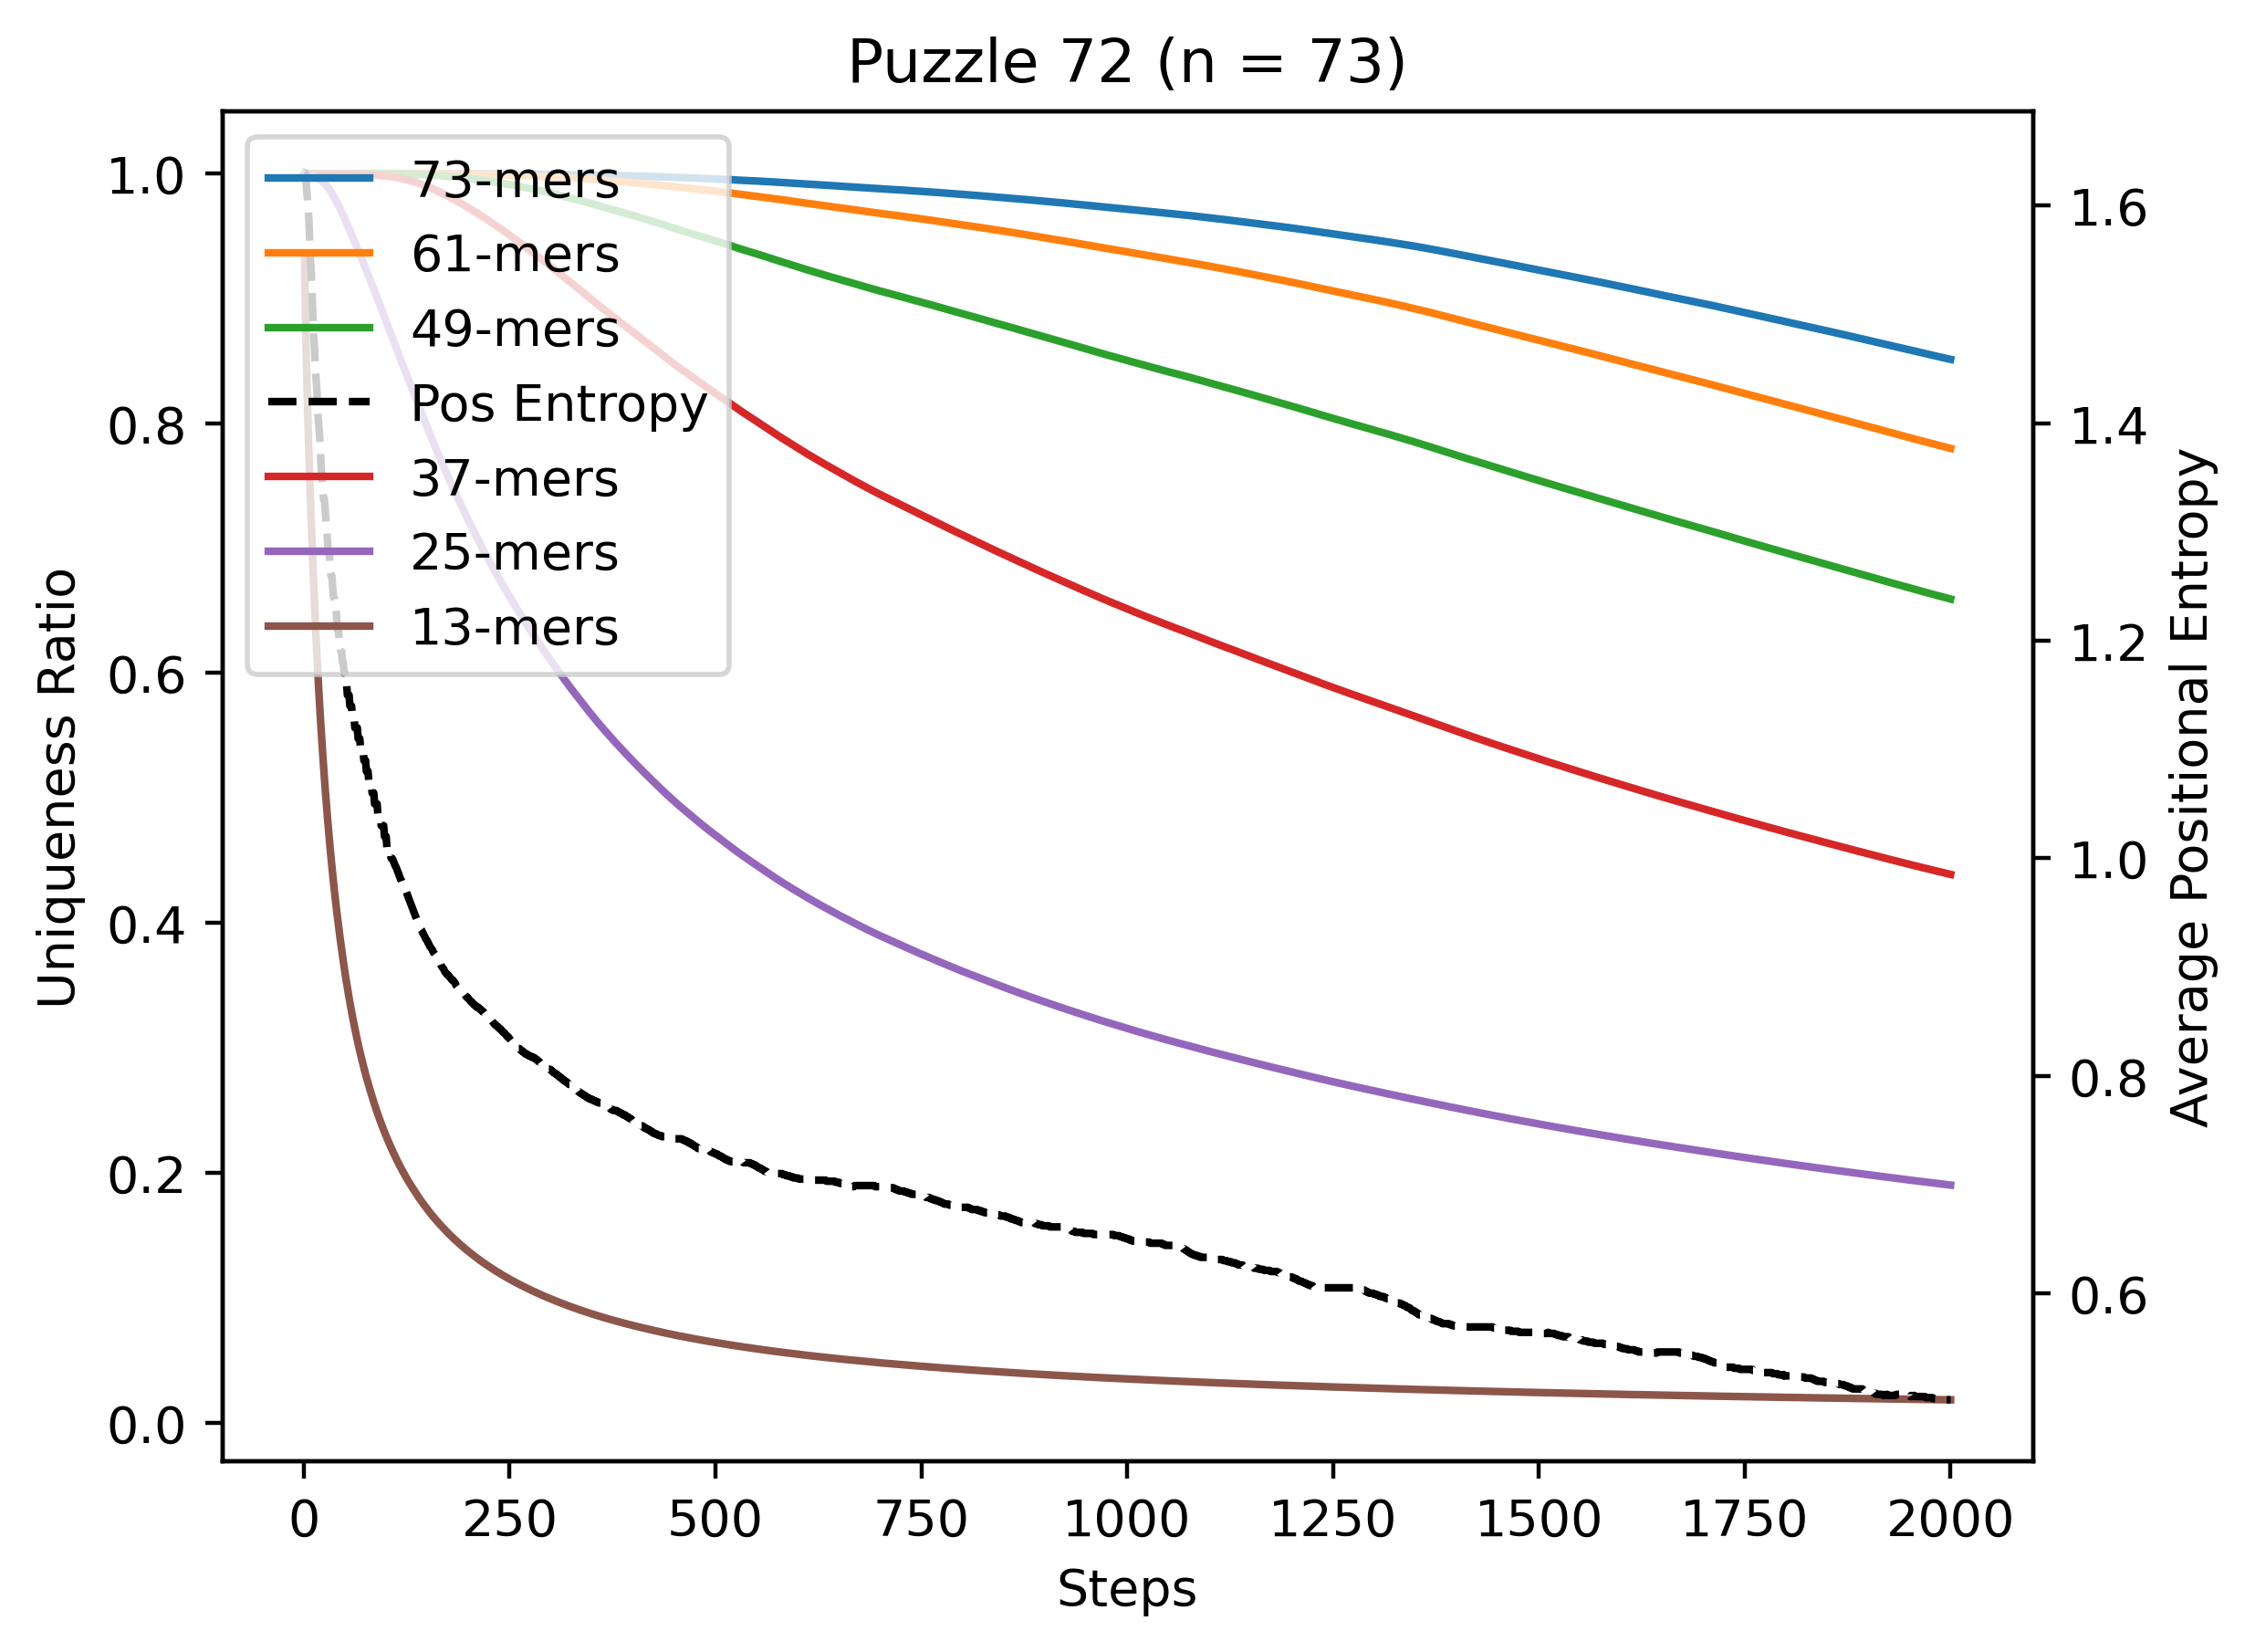 Puzzle 72 (n = 73)
1.0
0.8
0.6
0.4
0.2
0.0
Uniqueness Ratio
73-mers
61-mers
49-mers
Pos Entropy
37-mers
25-mers
13-mers
1.6
1.4
1.2
1.0
0.8
0.6
Average Positional Entropy
0 250 500 750 1000 1250 1500 1750 2000
Steps